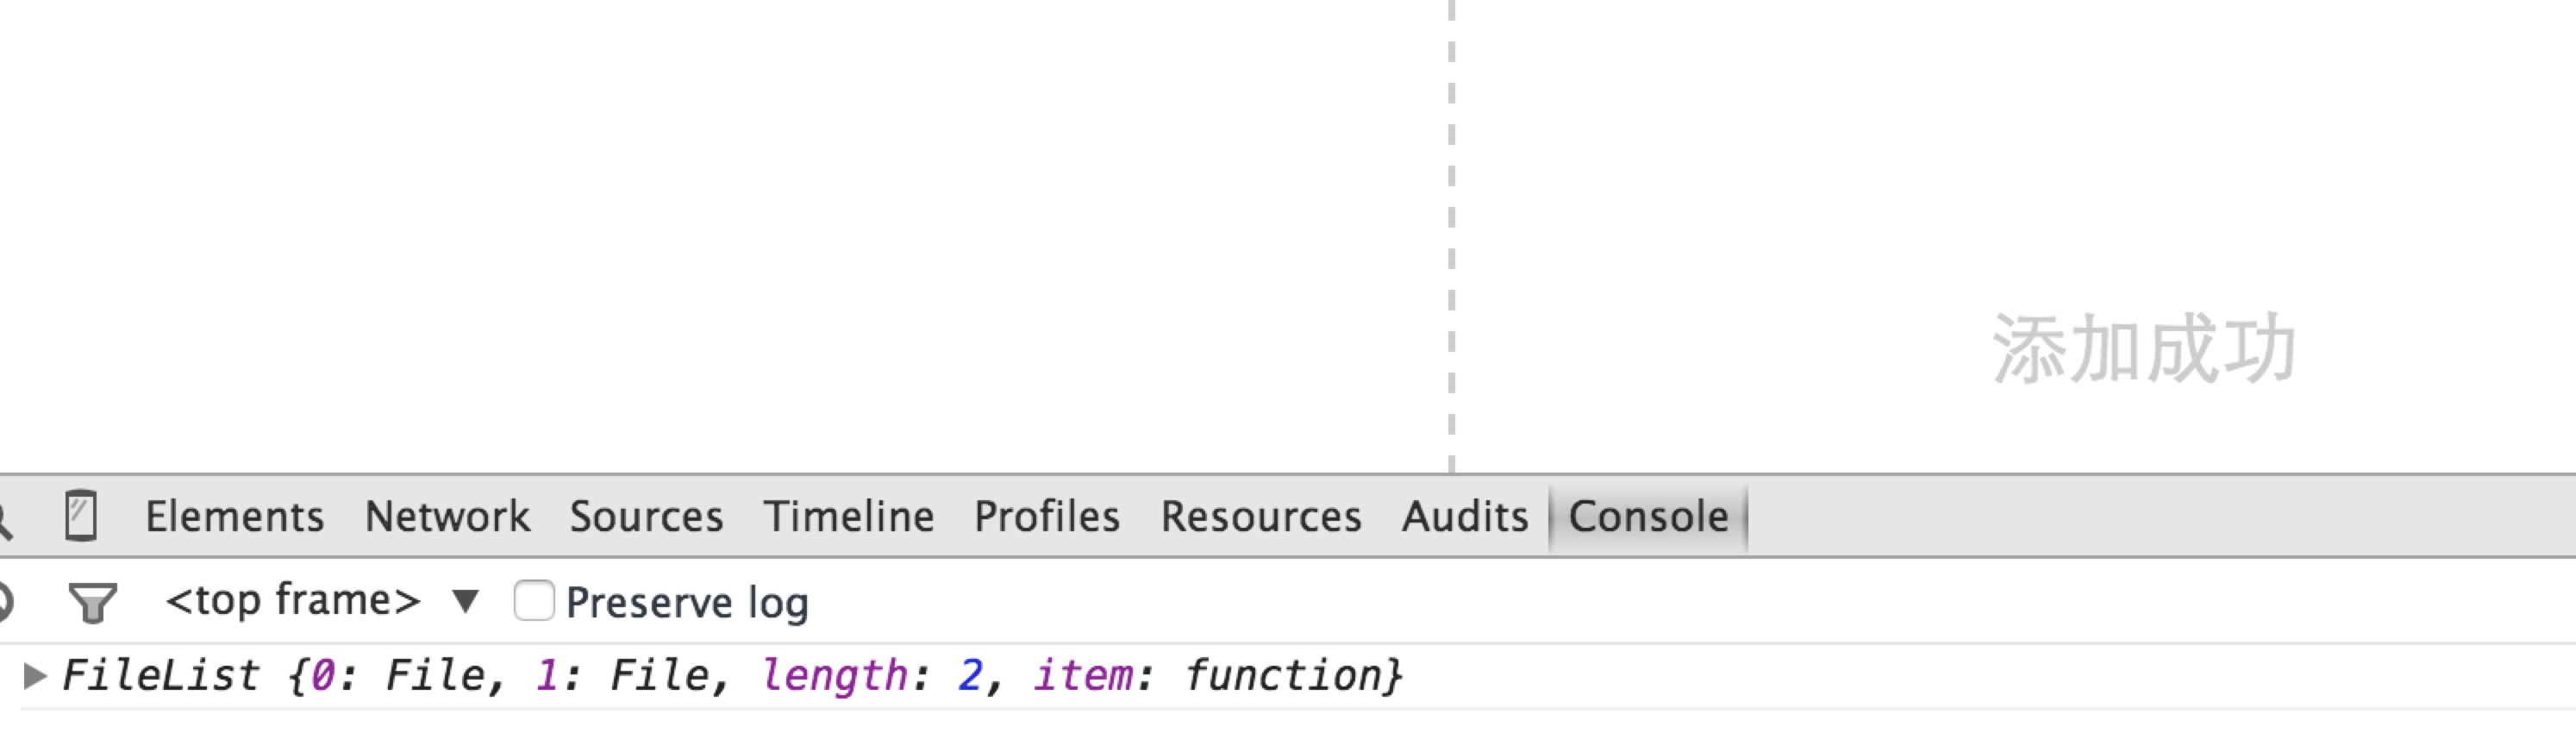 添加成功
Elements Network Sources Timeline Profiles Resources Audits Console
<top frame> ▼ Preserve log
▶ FileList {0: File, 1: File, length: 2, item: function}